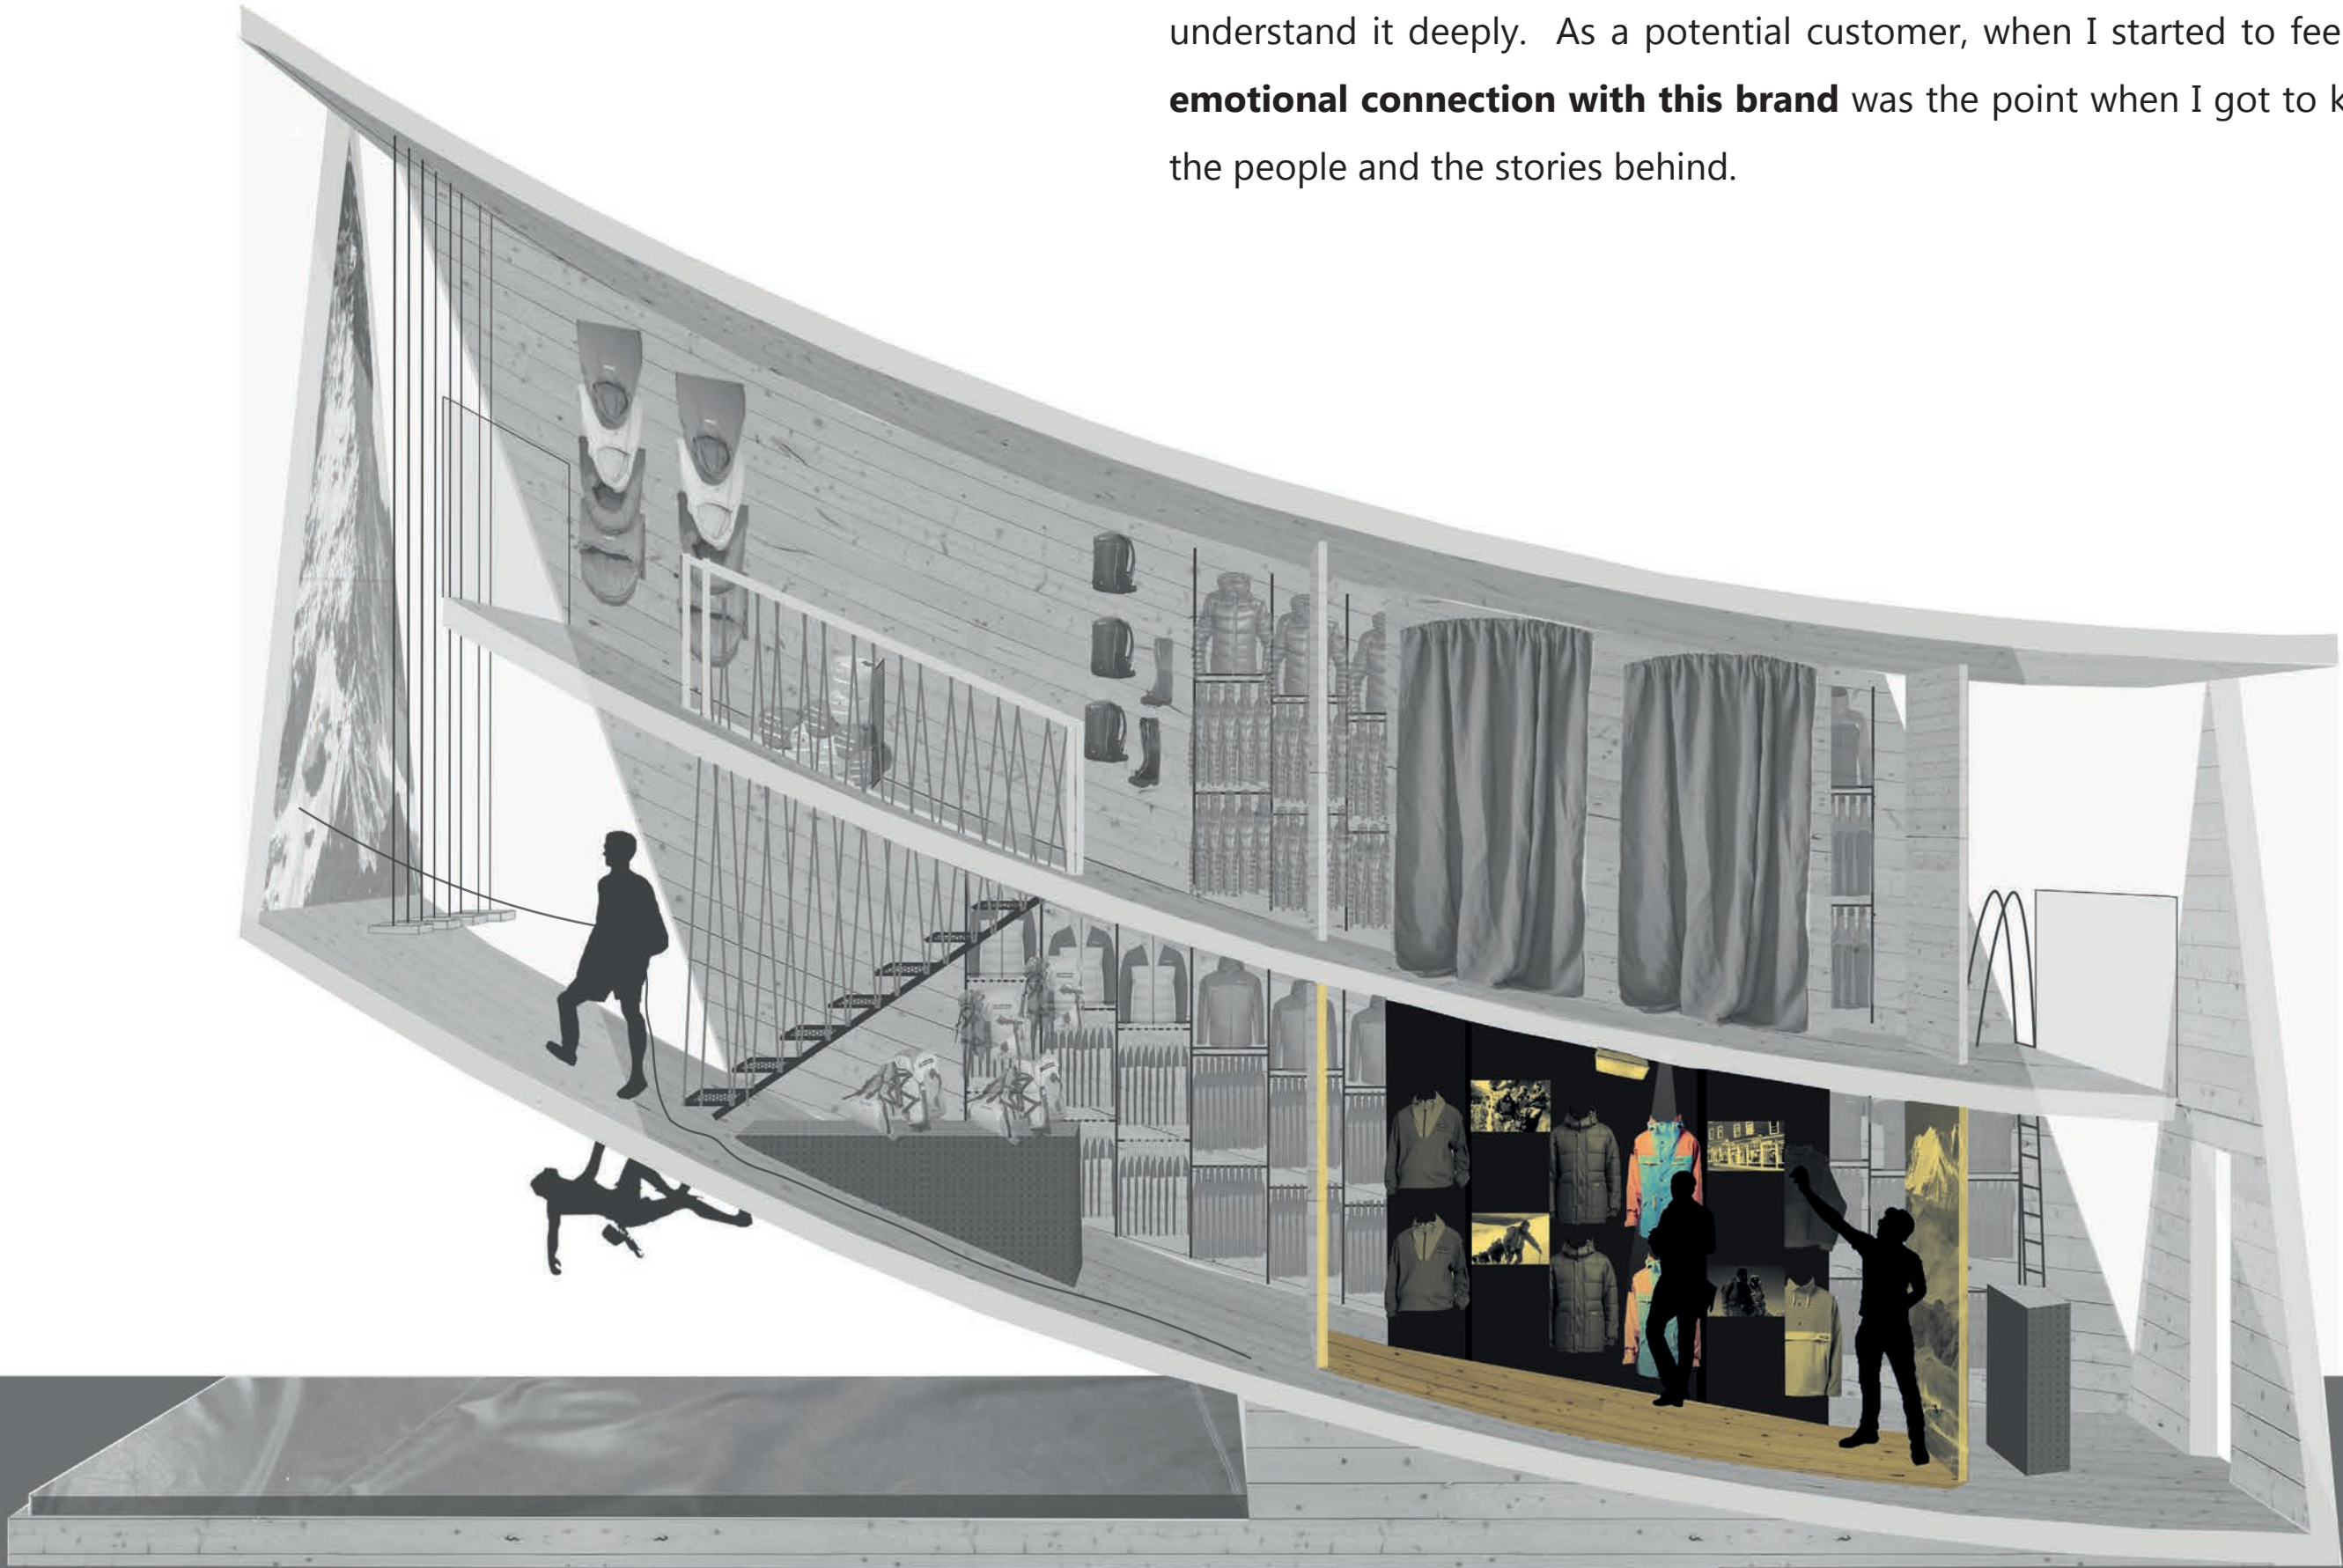 understand it deeply. As a potential customer, when I started to fee
emotional connection with this brand was the point when I got to k
the people and the stories behind.